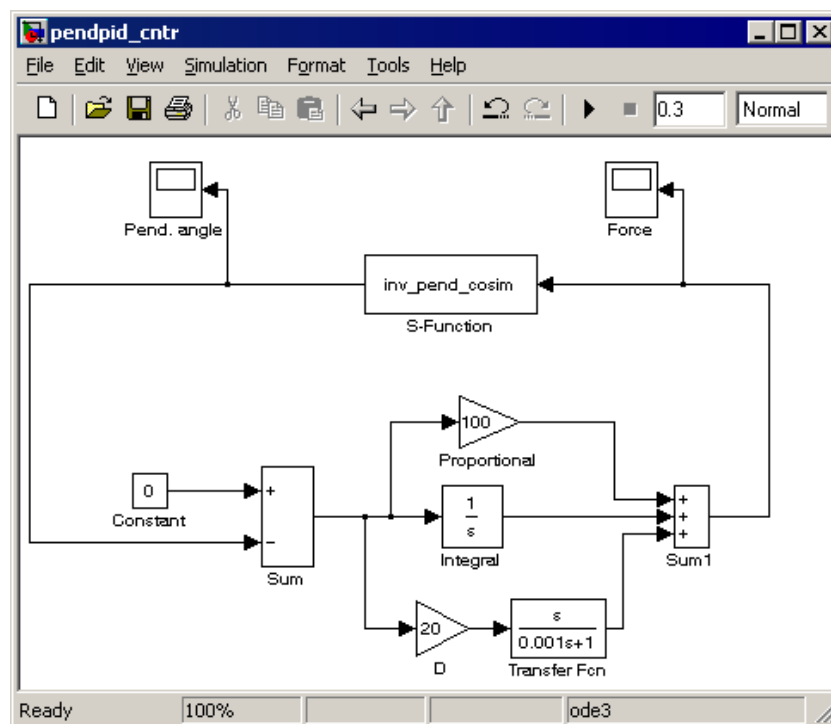 pendpid_cntr
File Edit View Simulation Format Tools Help
0.3 Normal
Pend. angle
Force
inv_pend_cosim
S-Function
100
Proportional
0
Constant
+
−
Sum
1
s
Integral
+
+
+
Sum1
20
D
s
0.001s+1
Transfer Fcn
Ready 100% ode3